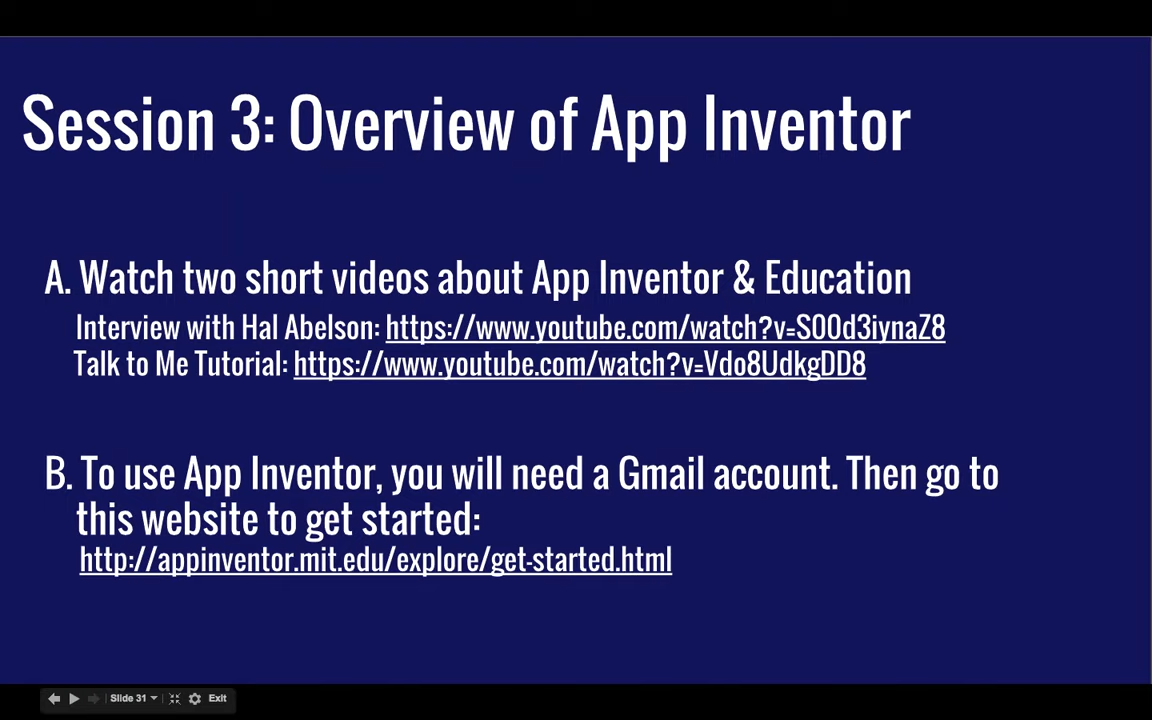 Session 3: Overview of App Inventor
A. Watch two short videos about App Inventor & Education
Interview with Hal Abelson: https://www.youtube.com/watch?v=S00d3iynaZ8
Talk to Me Tutorial: https://www.youtube.com/watch?v=Vdo8UdkgDD8
B. To use App Inventor, you will need a Gmail account. Then go to
this website to get started:
http://appinventor.mit.edu/explore/get-started.html
Slide 31 Exit